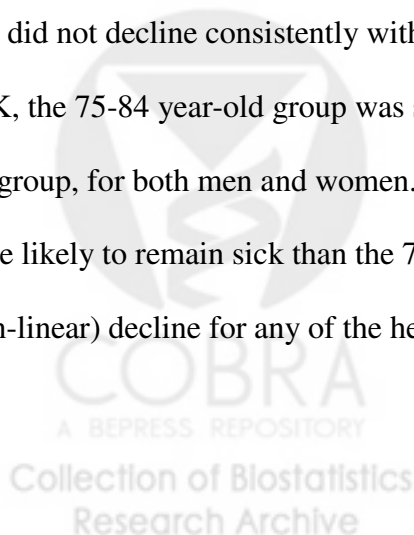 did not decline consistently with
K, the 75-84 year-old group was
group, for both men and women.
e likely to remain sick than the 7
n-linear) decline for any of the he
COBRA
A BEPRESS REPOSITORY
Collection of Biostatistics
Research Archive